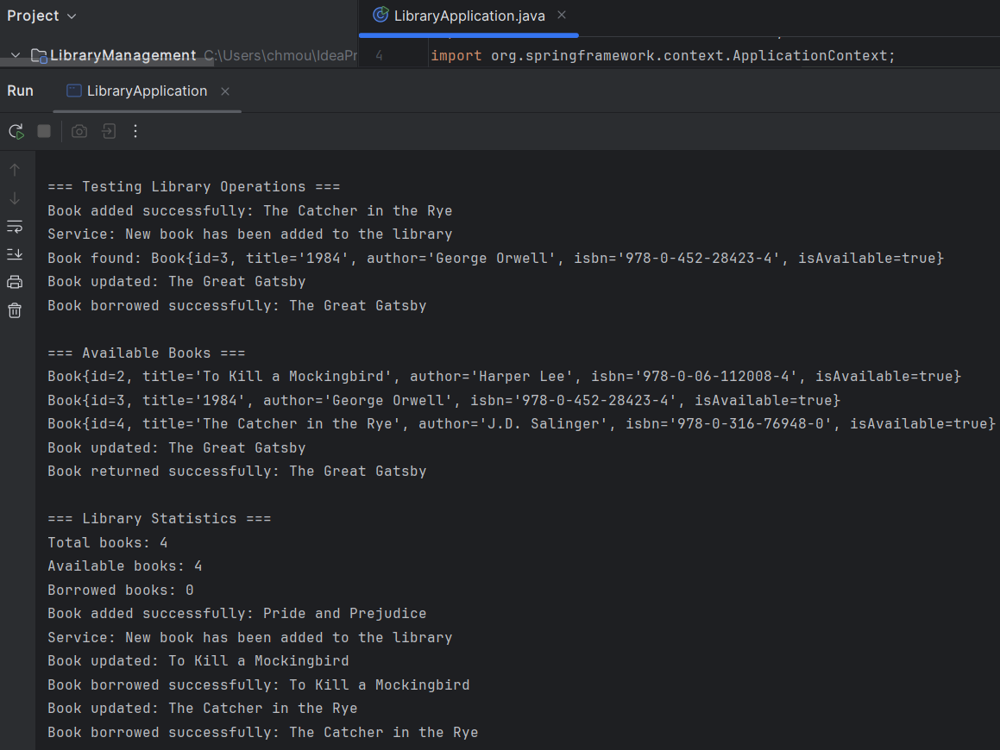 Project
LibraryApplication.java
LibraryManagement C:\Users\chmou\IdeaPr
4 import org.springframework.context.ApplicationContext;
Run LibraryApplication
=== Testing Library Operations ===
Book added successfully: The Catcher in the Rye
Service: New book has been added to the library
Book found: Book{id=3, title='1984', author='George Orwell', isbn='978-0-452-28423-4', isAvailable=true}
Book updated: The Great Gatsby
Book borrowed successfully: The Great Gatsby
=== Available Books ===
Book{id=2, title='To Kill a Mockingbird', author='Harper Lee', isbn='978-0-06-112008-4', isAvailable=true}
Book{id=3, title='1984', author='George Orwell', isbn='978-0-452-28423-4', isAvailable=true}
Book{id=4, title='The Catcher in the Rye', author='J.D. Salinger', isbn='978-0-316-76948-0', isAvailable=true}
Book updated: The Great Gatsby
Book returned successfully: The Great Gatsby
=== Library Statistics ===
Total books: 4
Available books: 4
Borrowed books: 0
Book added successfully: Pride and Prejudice
Service: New book has been added to the library
Book updated: To Kill a Mockingbird
Book borrowed successfully: To Kill a Mockingbird
Book updated: The Catcher in the Rye
Book borrowed successfully: The Catcher in the Rye